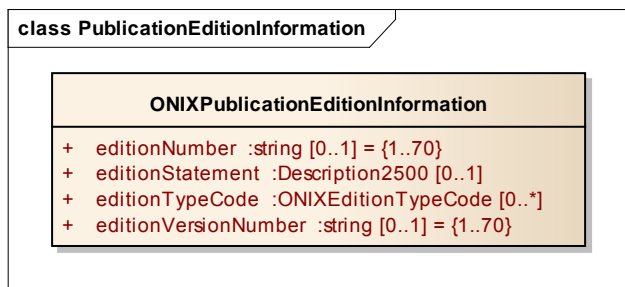 class PublicationEditionInformation
ONIXPublicationEditionInformation
+ editionNumber :string [0..1] = {1..70}
+ editionStatement :Description2500 [0..1]
+ editionTypeCode :ONIXEditionTypeCode [0..*]
+ editionVersionNumber :string [0..1] = {1..70}